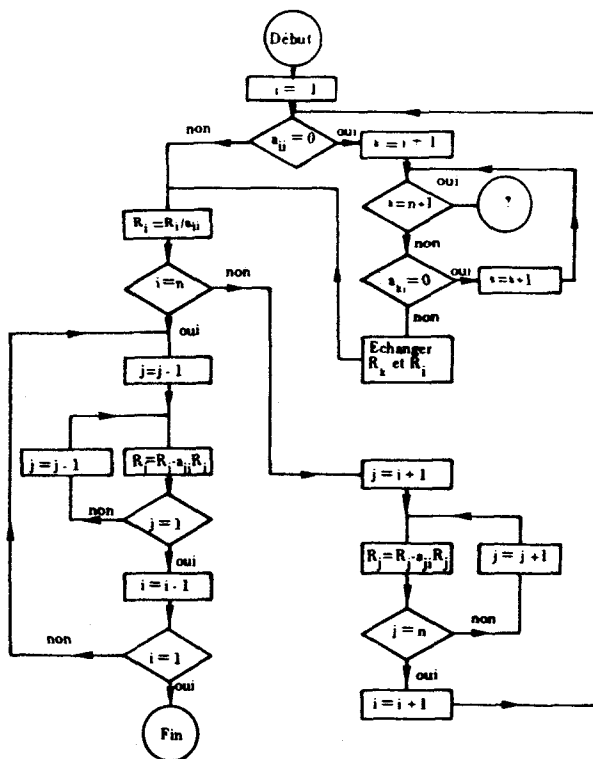 Début
i = 1
a_ii = 0
non
oui
k = i + 1
oui
k = n+1
?
non
a_ki = 0
oui
k = k+1
non
Echanger
R_k et R_i
R_i = R_i/a_ii
i = n
non
oui
j = j - 1
j = j - 1
R_j = R_j - a_ji R_i
non
j = 1
oui
i = i - 1
non
i = 1
oui
Fin
j = i + 1
R_j = R_j - a_ji R_j
j = j + 1
j = n
non
oui
i = i + 1